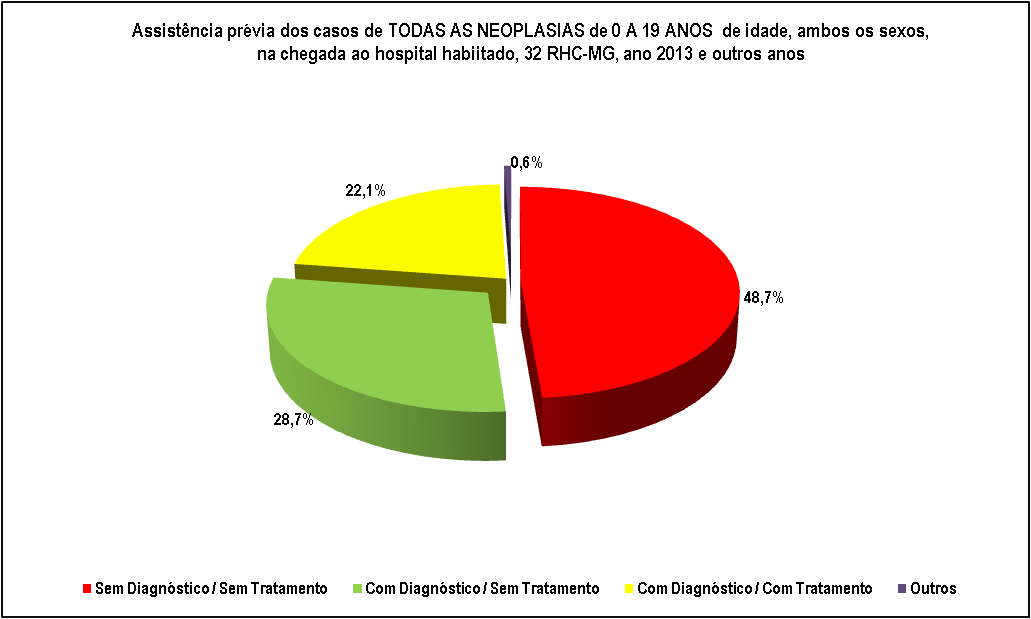 Assistência prévia dos casos de TODAS AS NEOPLASIAS de 0 A 19 ANOS de idade, ambos os sexos,
na chegada ao hospital habiitado, 32 RHC-MG, ano 2013 e outros anos
0,6%
22,1%
48,7%
28,7%
Sem Diagnóstico / Sem Tratamento Com Diagnóstico / Sem Tratamento Com Diagnóstico / Com Tratamento Outros